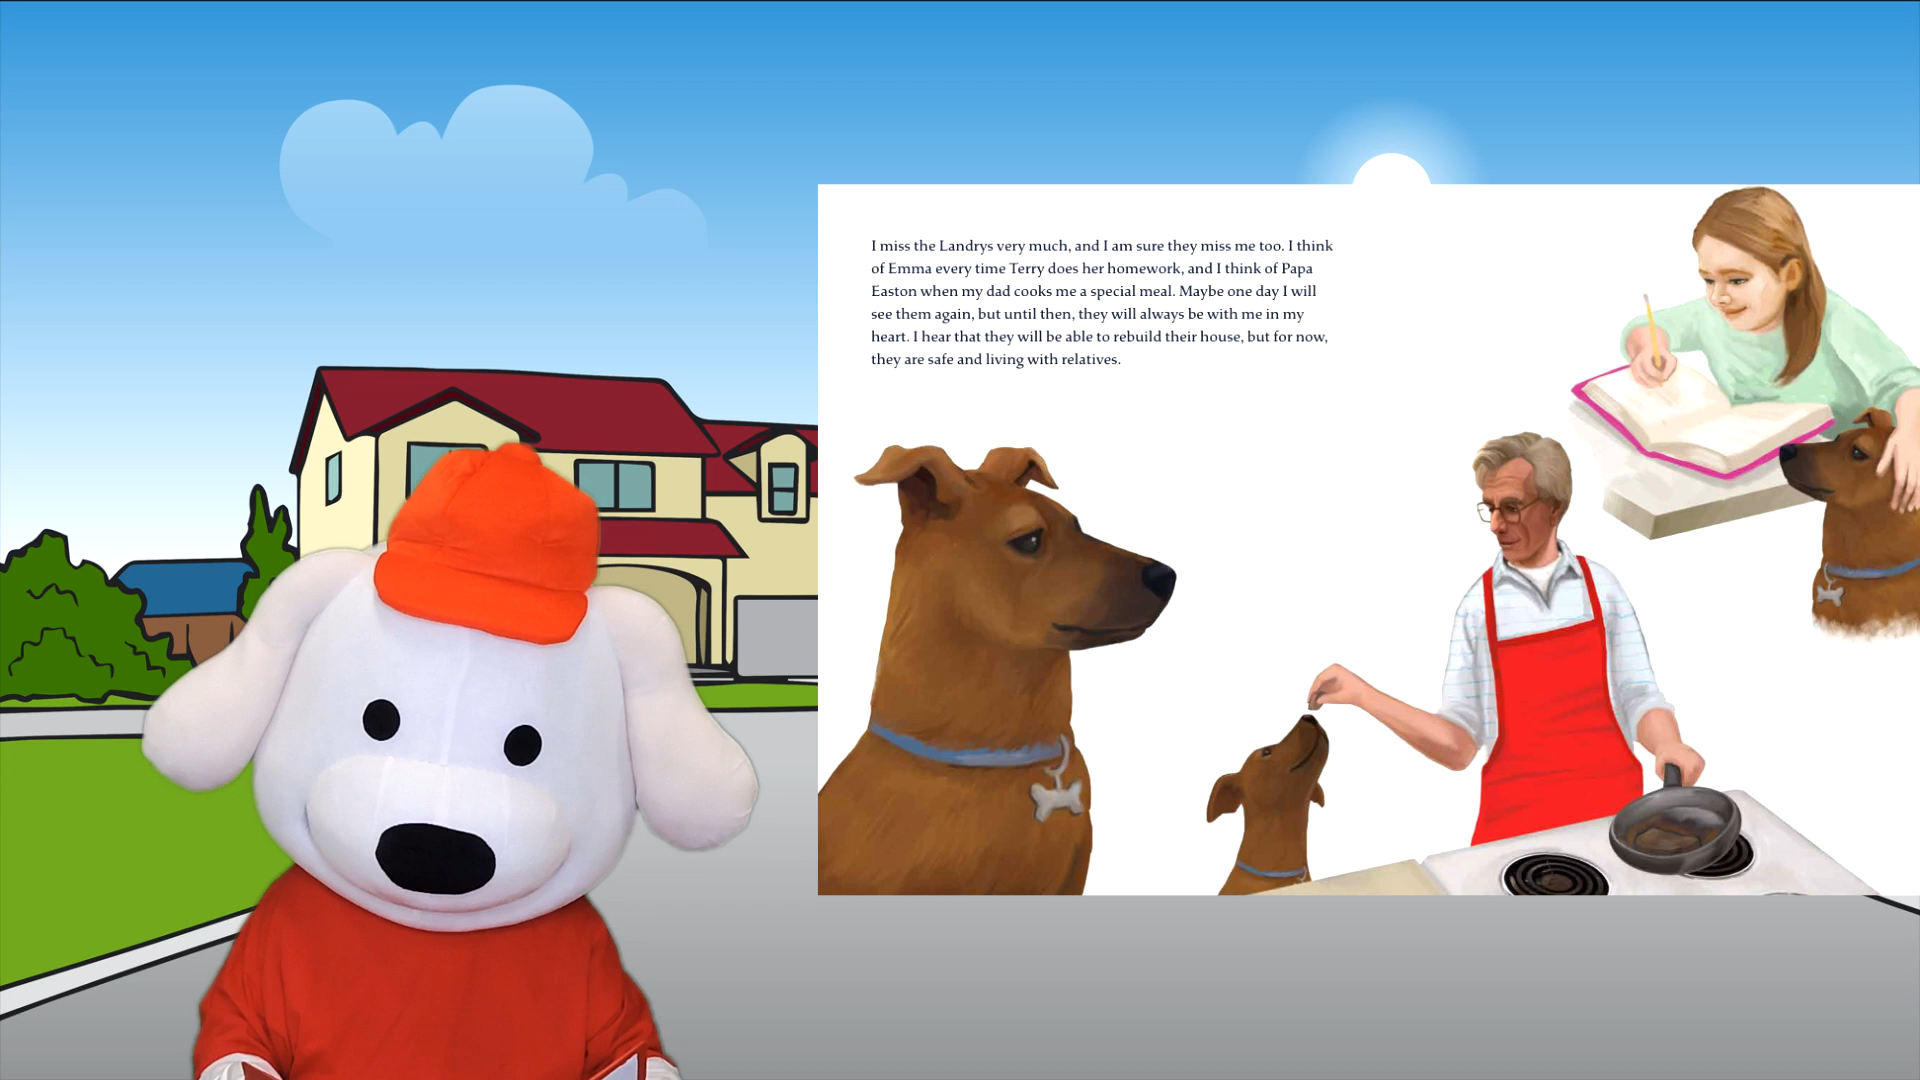 I miss the Landrys very much, and I am sure they miss me too. I think
of Emma every time Terry does her homework, and I think of Papa
Easton when my dad cooks me a special meal. Maybe one day I will
see them again, but until then, they will always be with me in my
heart. I hear that they will be able to rebuild their house, but for now,
they are safe and living with relatives.